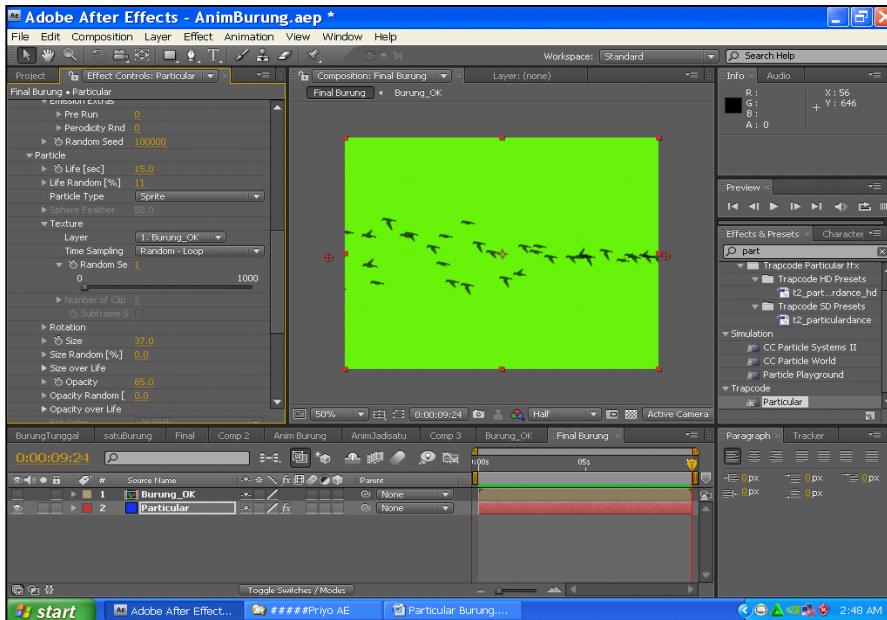 Adobe After Effects - AnimBurung.aep *
File Edit Composition Layer Effect Animation View Window Help
Workspace: Standard
Search Help
Project
Effect Controls: Particular
Final Burung • Particular
Emission Extras
Pre Run 0
Perodicity Rnd 0
Random Seed 100000
Particle
Life [sec] 15.0
Life Random [%] 11
Particle Type Sprite
Sphere Feather 50.0
Texture
Layer 1. Burung_OK
Time Sampling Random - Loop
Random Se 1
0 1000
Number of Clip 2
Subframe S
Rotation
Size 37.0
Size Random [%] 0.0
Size over Life
Opacity 65.0
Opacity Random [ 0.0
Opacity over Life
Set Color At Birth
Composition: Final Burung
Layer: (none)
Final Burung Burung_OK
50% 0:00:09:24 Half Active Camera
Info Audio
R: X: 56
G: Y: 646
B:
A: 0
Preview
Effects & Presets Character
part
Trapcode HD Presets
t2_part...rdance_hd
Trapcode SD Presets
t2_particulardance
Simulation
CC Particle Systems II
CC Particle World
Particle Playground
Trapcode
Particular
BurungTunggal satuBurung Final Comp 2 Anim Burung AnimJadisatu Comp 3 Burung_OK Final Burung
0:00:09:24
05s
# Source Name Parent
1 Burung_OK None
2 Particular None
Toggle Switches / Modes
Paragraph Tracker
0 px 0 px 0 px
0 px 0 px
start
Adobe After Effect...
#####Priyo AE
Particular Burung....
2:48 AM